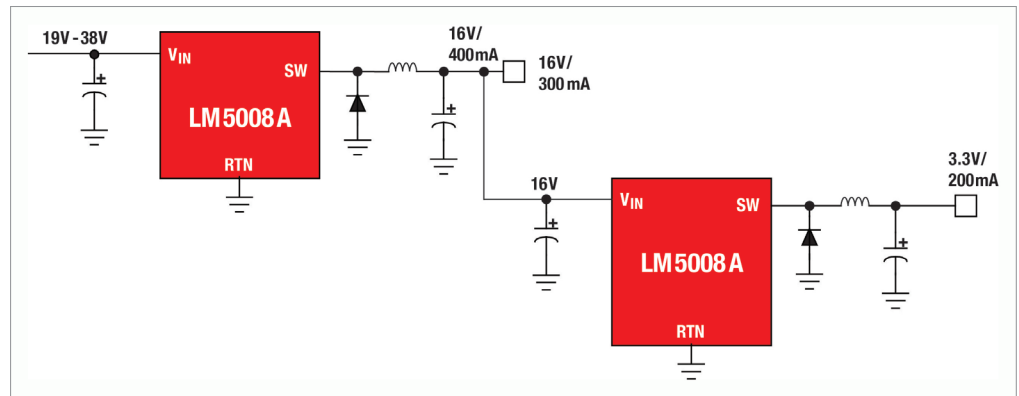 19V-38V
VIN
SW
LM5008A
RTN
16V/
400mA
16V/
300mA
16V
VIN
SW
LM5008A
RTN
3.3V/
200mA